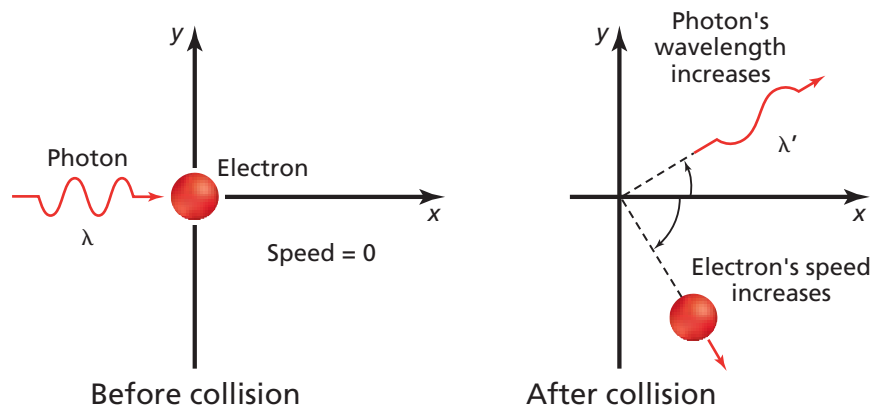 y
Photon
Electron
λ
x
Speed = 0
Before collision
y
Photon's
wavelength
increases
λ′
x
Electron's speed
increases
After collision